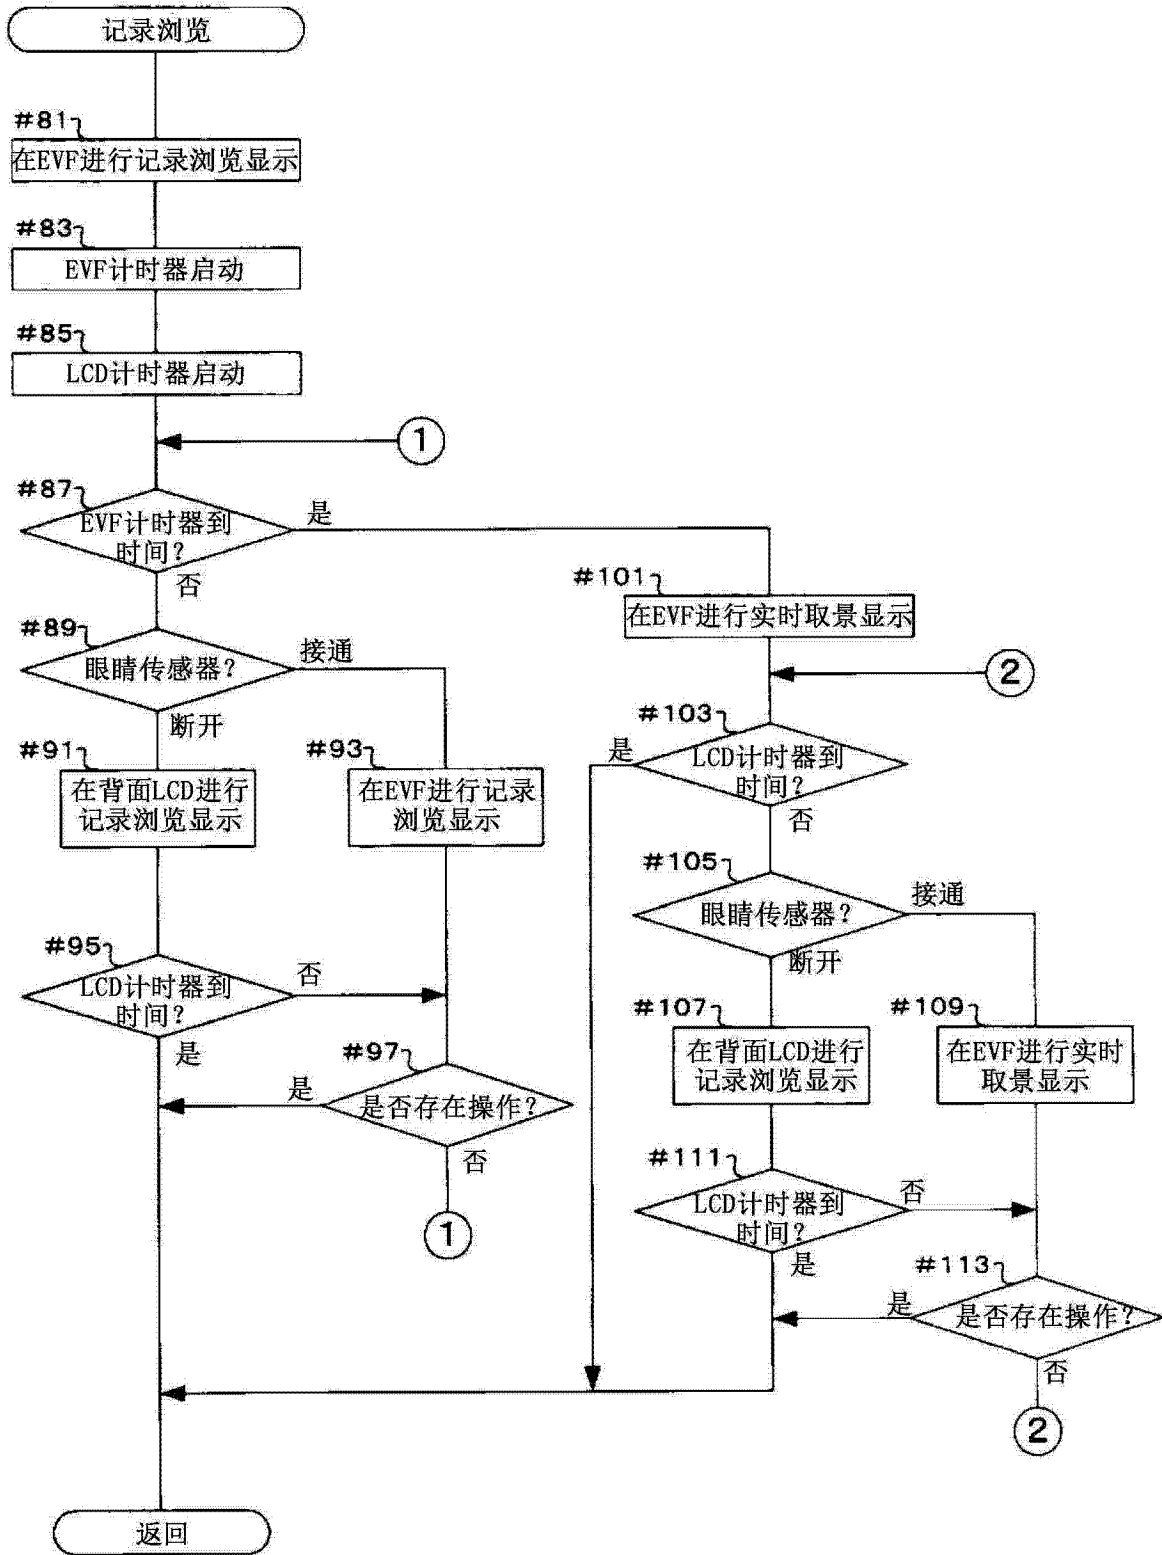 记录浏览
#81
在EVF进行记录浏览显示
#83
EVF计时器启动
#85
LCD计时器启动
1
#87
EVF计时器到
时间?
是
否
#89
眼睛传感器?
接通
断开
#91
在背面LCD进行
记录浏览显示
#93
在EVF进行记录
浏览显示
#95
LCD计时器到
时间?
否
是
#97
是否存在操作?
是
否
1
#101
在EVF进行实时取景显示
2
#103
LCD计时器到
时间?
是
否
#105
眼睛传感器?
接通
断开
#107
在背面LCD进行
记录浏览显示
#109
在EVF进行实时
取景显示
#111
LCD计时器到
时间?
否
是
#113
是否存在操作?
是
否
2
返回